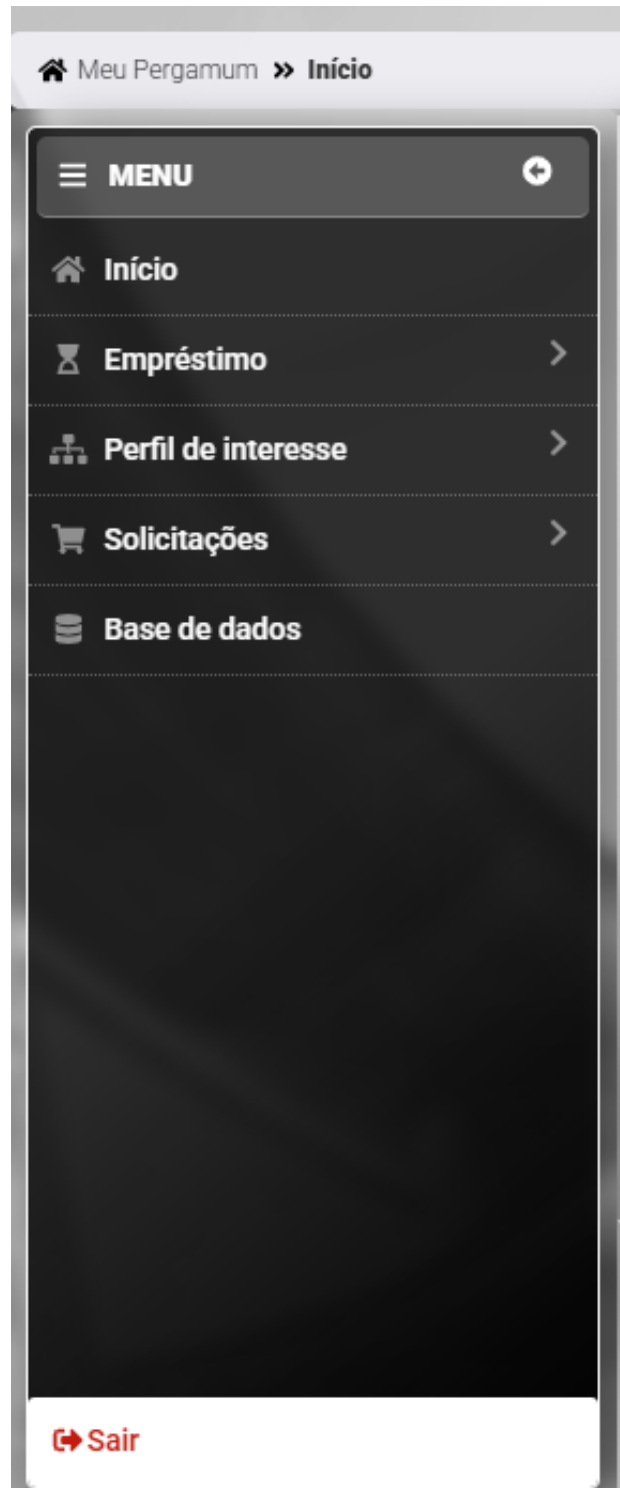 Meu Pergamum » Início
MENU
Início
Empréstimo
Perfil de interesse
Solicitações
Base de dados
Sair